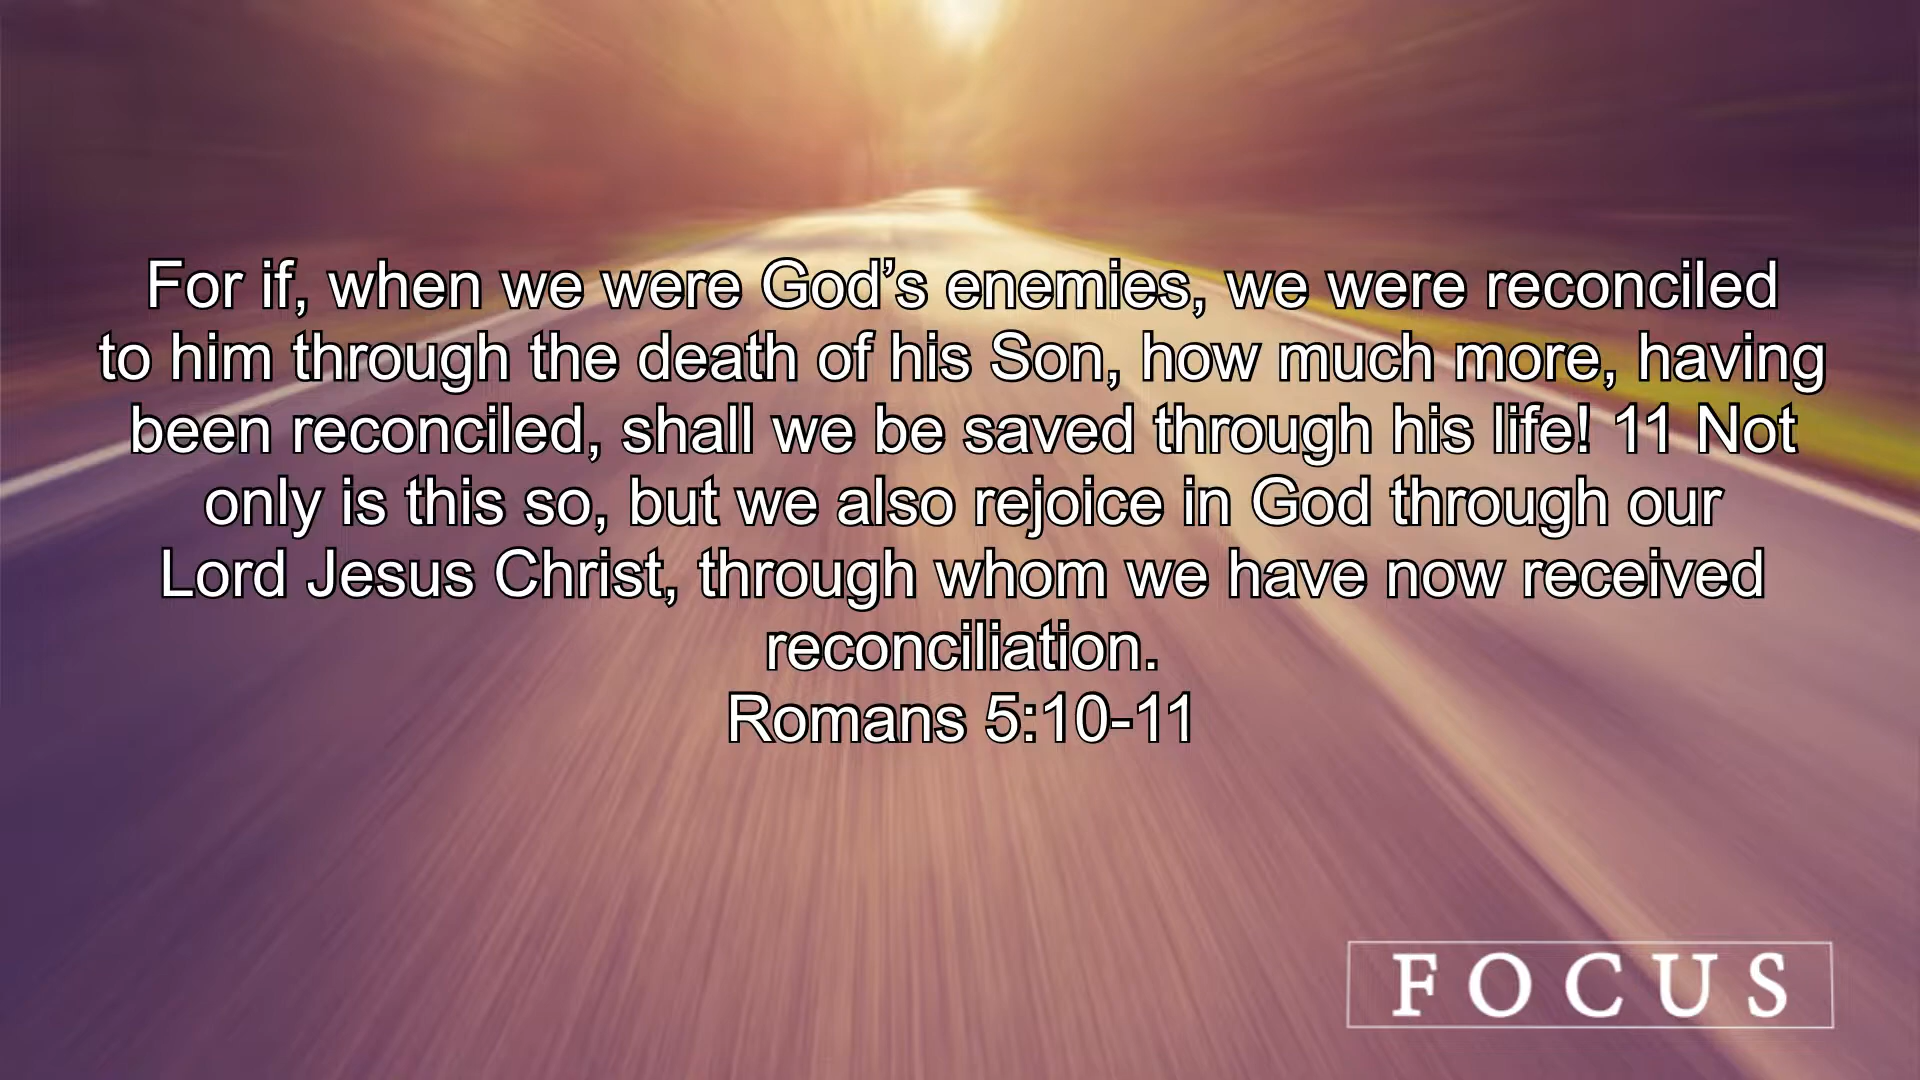 For if, when we were God’s enemies, we were reconciled
to him through the death of his Son, how much more, having
been reconciled, shall we be saved through his life! 11 Not
only is this so, but we also rejoice in God through our
Lord Jesus Christ, through whom we have now received
reconciliation.
Romans 5:10-11
FOCUS